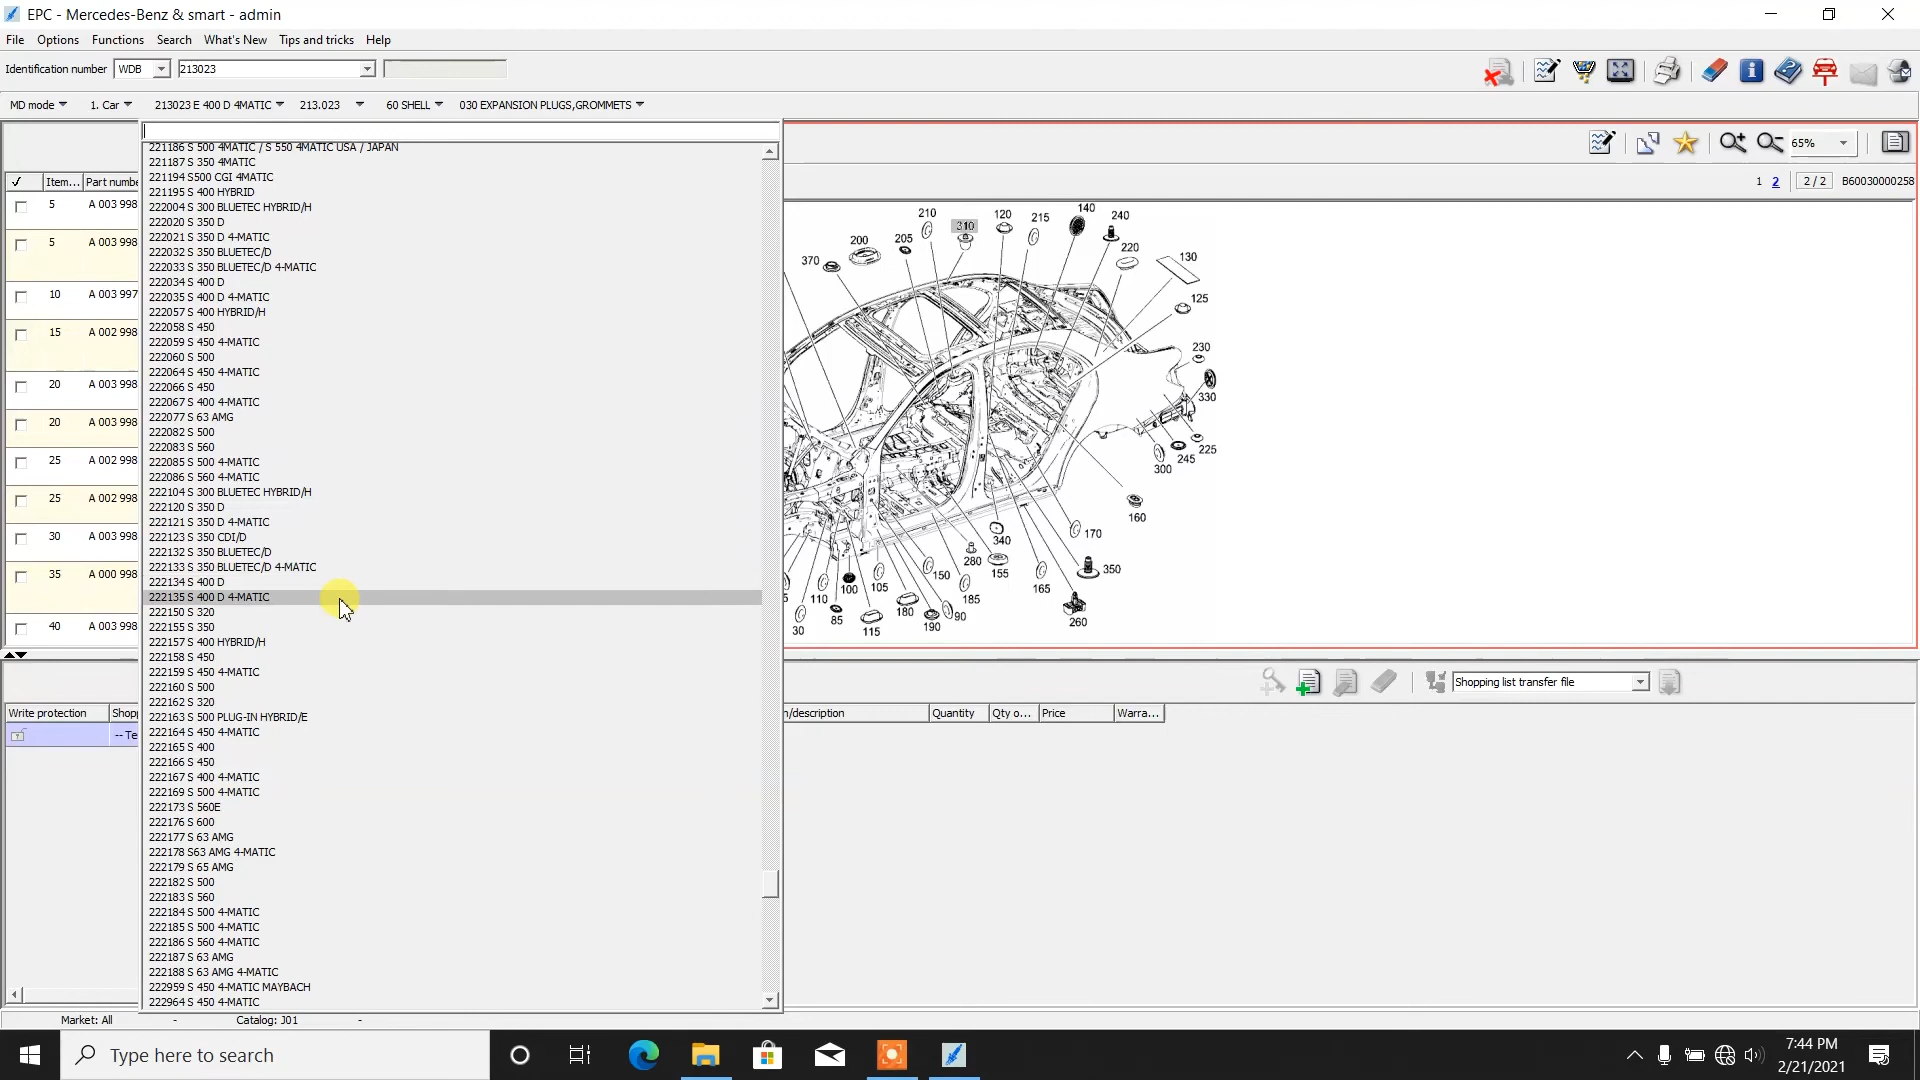 EPC - Mercedes-Benz & smart - admin
File Options Functions Search What's New Tips and tricks Help
Identification number WDB 213023
MD mode 1. Car 213023 E 400 D 4MATIC 213.023 60 SHELL 030 EXPANSION PLUGS,GROMMETS
65%
1 2 2 / 2 B60030000258
Item... Part numbe
5 A 003 998
5 A 003 998
10 A 003 997
15 A 002 998
20 A 003 998
20 A 003 998
25 A 002 998
25 A 002 998
30 A 003 998
35 A 000 998
40 A 003 998
221186 S 500 4MATIC / S 550 4MATIC USA / JAPAN
221187 S 350 4MATIC
221194 S500 CGI 4MATIC
221195 S 400 HYBRID
222004 S 300 BLUETEC HYBRID/H
222020 S 350 D
222021 S 350 D 4-MATIC
222032 S 350 BLUETEC/D
222033 S 350 BLUETEC/D 4-MATIC
222034 S 400 D
222035 S 400 D 4-MATIC
222057 S 400 HYBRID/H
222058 S 450
222059 S 450 4-MATIC
222060 S 500
222064 S 450 4-MATIC
222066 S 450
222067 S 400 4-MATIC
222077 S 63 AMG
222082 S 500
222083 S 560
222085 S 500 4-MATIC
222086 S 560 4-MATIC
222104 S 300 BLUETEC HYBRID/H
222120 S 350 D
222121 S 350 D 4-MATIC
222123 S 350 CDI/D
222132 S 350 BLUETEC/D
222133 S 350 BLUETEC/D 4-MATIC
222134 S 400 D
222135 S 400 D 4-MATIC
222150 S 320
222155 S 350
222157 S 400 HYBRID/H
222158 S 450
222159 S 450 4-MATIC
222160 S 500
222162 S 320
222163 S 500 PLUG-IN HYBRID/E
222164 S 450 4-MATIC
222165 S 400
222166 S 450
222167 S 400 4-MATIC
222169 S 500 4-MATIC
222173 S 560E
222176 S 600
222177 S 63 AMG
222178 S63 AMG 4-MATIC
222179 S 65 AMG
222182 S 500
222183 S 560
222184 S 500 4-MATIC
222185 S 500 4-MATIC
222186 S 560 4-MATIC
222187 S 63 AMG
222188 S 63 AMG 4-MATIC
222959 S 450 4-MATIC MAYBACH
222964 S 450 4-MATIC
210 310 120 215 140 240
200 205 220
370 130
125
230
330
225
245
300
160
170
340
280 155 350
150
165
100 105 185
110 180 260
30 85 115 190 90
Shopping list transfer file
Write protection Shopp n/description Quantity Qty o... Price Warra...
-- Te
Market: All - Catalog: J01 -
Type here to search
7:44 PM
2/21/2021